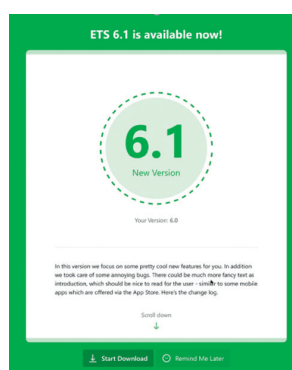 ETS 6.1 is available now!
6.1
New Version
Your Version: 6.0
In this version we focus on some pretty cool new features for you. In addition
we took care of some annoying bugs. There could be much more fancy text as
introduction, which should be nice to read for the user - similar to some mobile
apps which are offered via the App Store. Here's the change log.
Scroll down
Start Download
Remind Me Later